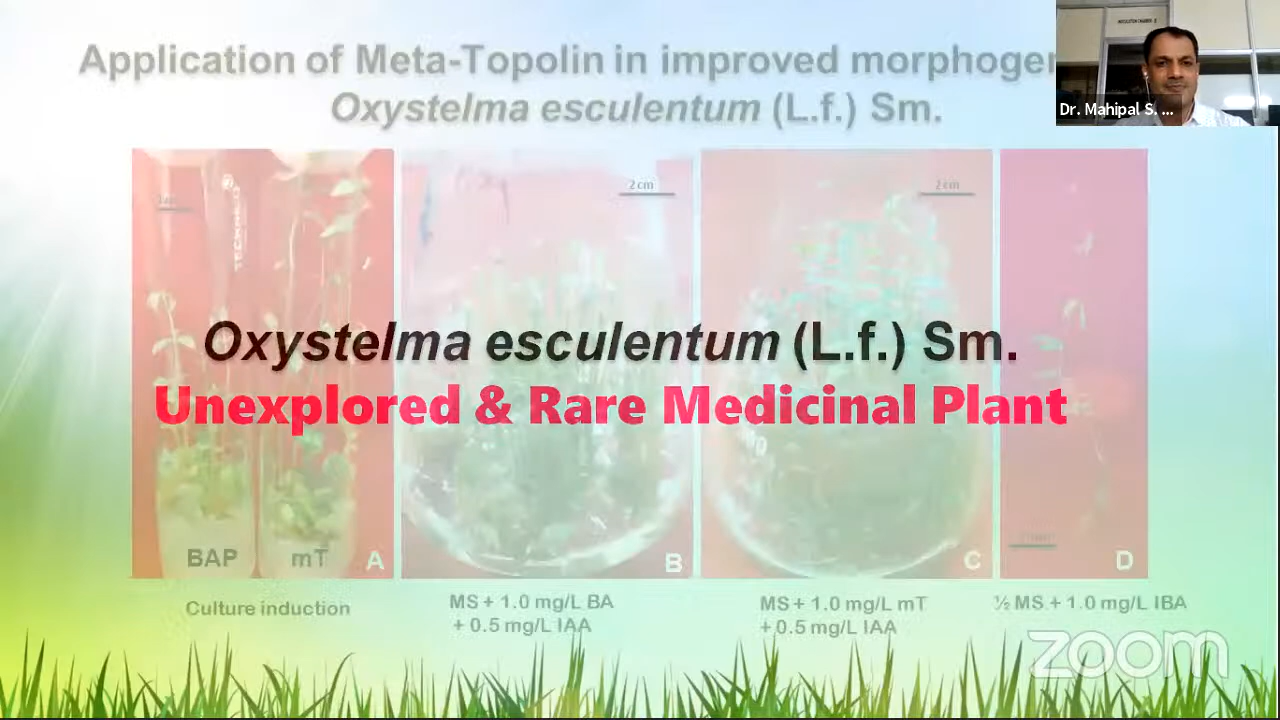 Application of Meta-Topolin in improved morphoger
Oxystelma esculentum (L.f.) Sm.
Dr. Mahipal S. ...
2 cm
2 cm
Oxystelma esculentum (L.f.) Sm.
Unexplored & Rare Medicinal Plant
BAP
mT
A
B
C
D
Culture induction
MS + 1.0 mg/L BA
+ 0.5 mg/L IAA
MS + 1.0 mg/L mT
+ 0.5 mg/L IAA
½ MS + 1.0 mg/L IBA
zoom